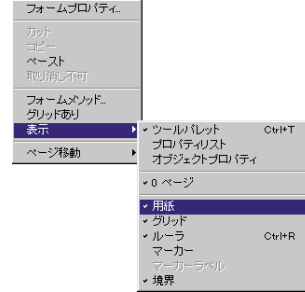 フォームプロパティ...
カット
コピー
ペースト
取り消し不可
フォームメソッド...
グリッドあり
表示
ページ移動
ツールパレット Ctrl+T
プロパティリスト
オブジェクトプロパティ
0 ページ
用紙
グリッド
ルーラ Ctrl+R
マーカー
マーカーラベル
境界